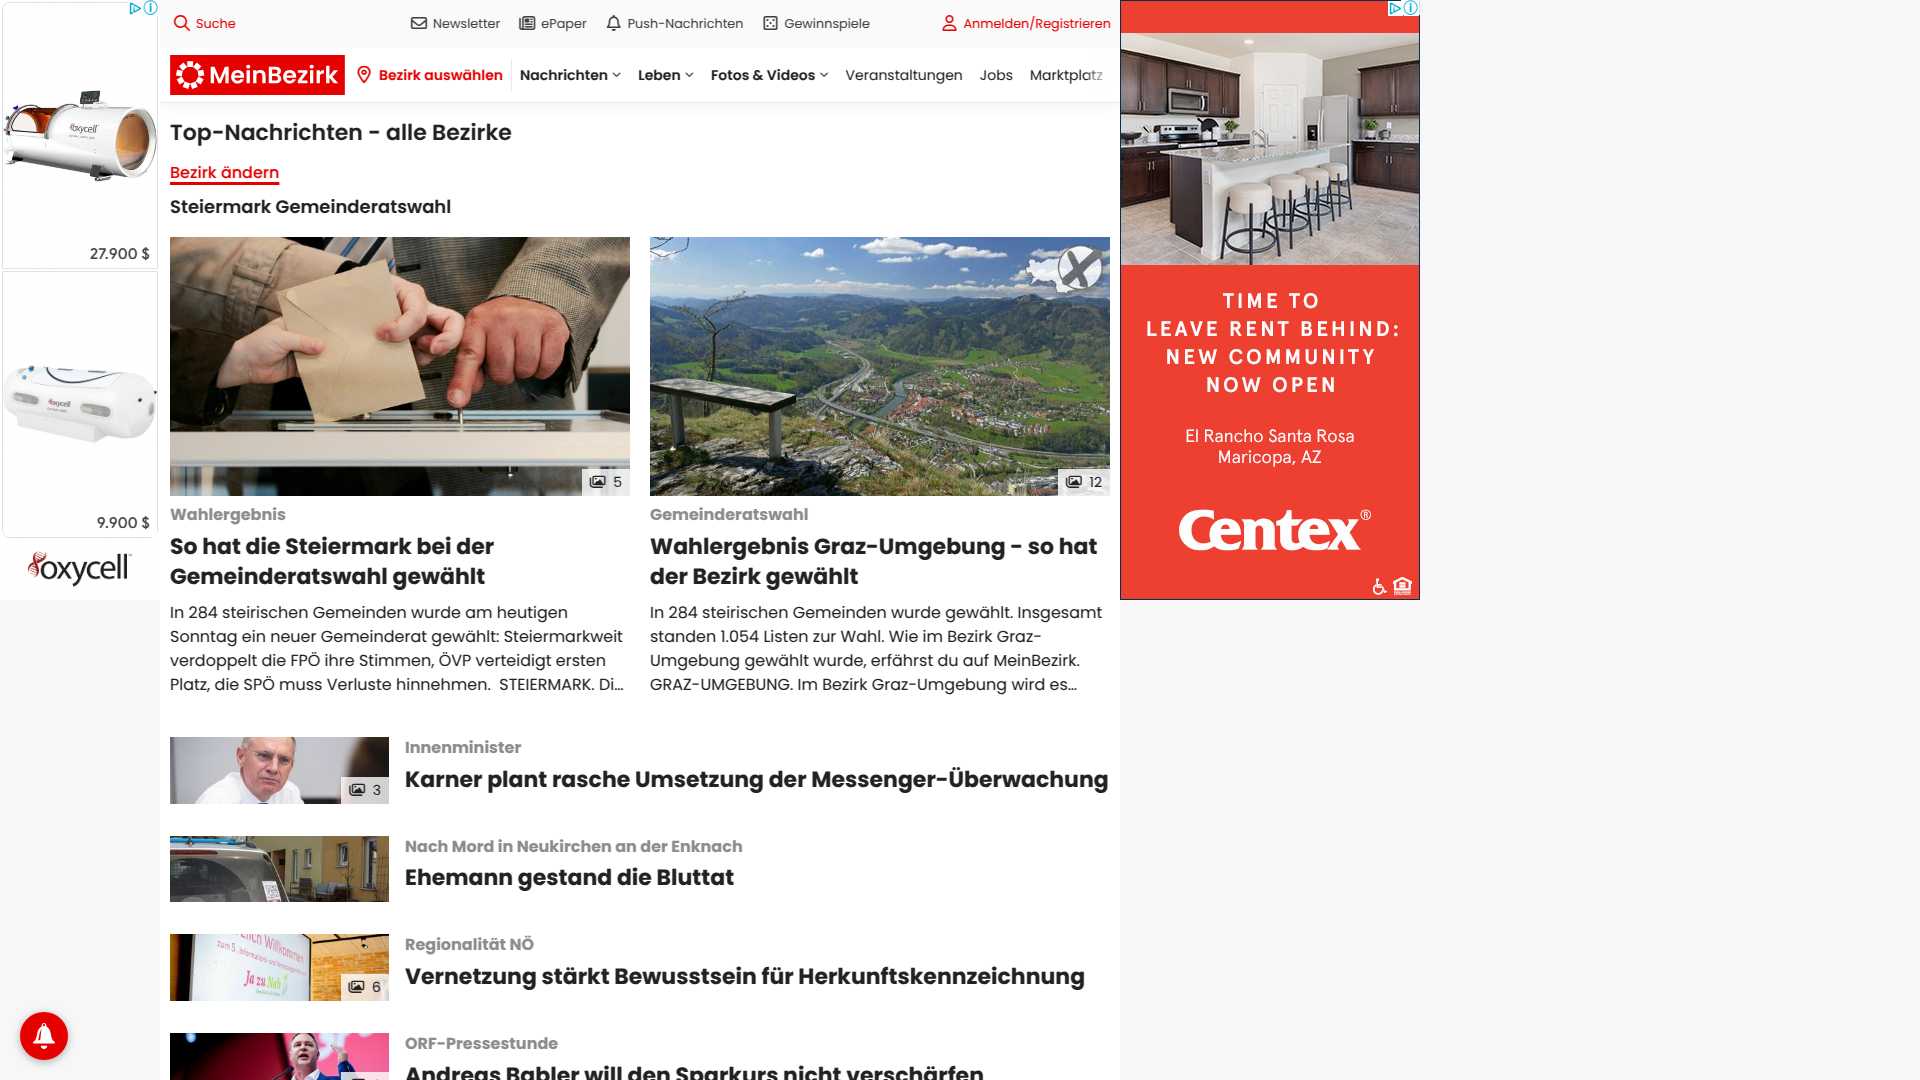 Suche
Newsletter
ePaper
Push-Nachrichten
Gewinnspiele
Anmelden/Registrieren
MeinBezirk
Bezirk auswählen
Nachrichten
Leben
Fotos & Videos
Veranstaltungen
Jobs
Marktplatz
Top-Nachrichten - alle Bezirke
Bezirk ändern
Steiermark Gemeinderatswahl
5
Wahlergebnis
So hat die Steiermark bei der
Gemeinderatswahl gewählt
In 284 steirischen Gemeinden wurde am heutigen
Sonntag ein neuer Gemeinderat gewählt: Steiermarkweit
verdoppelt die FPÖ ihre Stimmen, ÖVP verteidigt ersten
Platz, die SPÖ muss Verluste hinnehmen. STEIERMARK. Di...
12
Gemeinderatswahl
Wahlergebnis Graz-Umgebung - so hat
der Bezirk gewählt
In 284 steirischen Gemeinden wurde gewählt. Insgesamt
standen 1.054 Listen zur Wahl. Wie im Bezirk Graz-
Umgebung gewählt wurde, erfährst du auf MeinBezirk.
GRAZ-UMGEBUNG. Im Bezirk Graz-Umgebung wird es...
3
Innenminister
Karner plant rasche Umsetzung der Messenger-Überwachung
Nach Mord in Neukirchen an der Enknach
Ehemann gestand die Bluttat
Willkommen
Ja zu Nah
6
Regionalität NÖ
Vernetzung stärkt Bewusstsein für Herkunftskennzeichnung
ORF-Pressestunde
Andreas Babler will den Sparkurs nicht verschärfen
oxycell
27.900 $
oxycell
9.900 $
oxycell
TIME TO
LEAVE RENT BEHIND:
NEW COMMUNITY
NOW OPEN
El Rancho Santa Rosa
Maricopa, AZ
Centex®